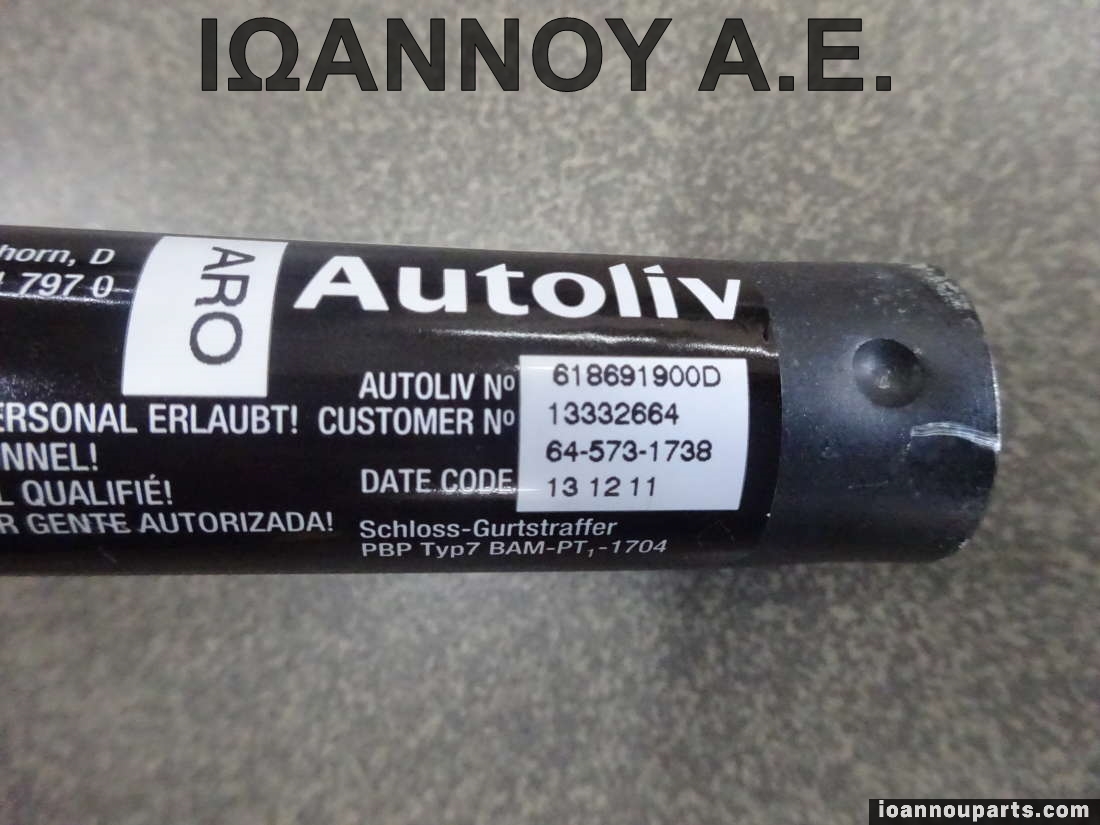 ΙΩΑΝΝΟΥ Α.Ε.
horn, D
797 0
ARO
Autoliv
AUTOLIV Nº 618691900D
CUSTOMER Nº 13332664
64-573-1738
DATE CODE 13 12 11
ERSONAL ERLAUBT!
NNEL!
L QUALIFIÉ!
R GENTE AUTORIZADA!
Schloss-Gurtstraffer
PBP Typ7 BAM-PT₁-1704
ioannouparts.com